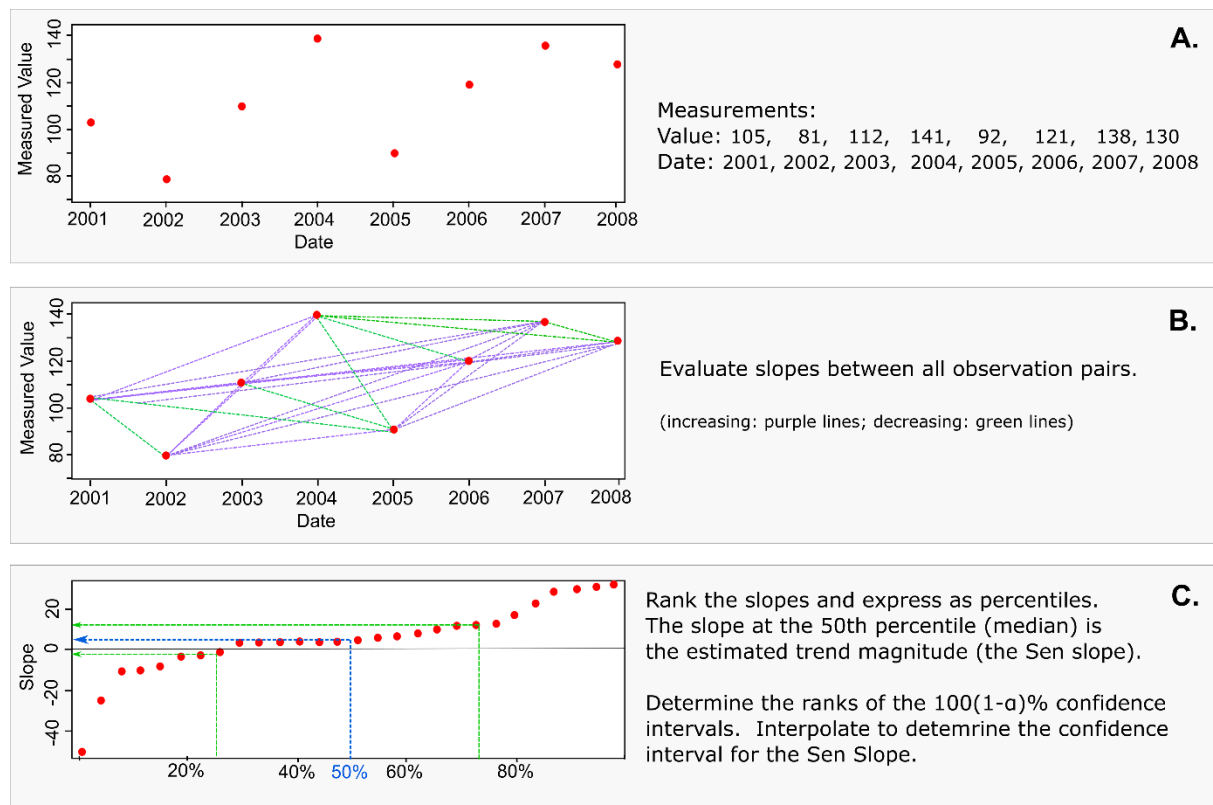 A.
140
120
100
80
Measured Value
2001 2002 2003 2004 2005 2006 2007 2008
Date
Measurements:
Value: 105, 81, 112, 141, 92, 121, 138, 130
Date: 2001, 2002, 2003, 2004, 2005, 2006, 2007, 2008
B.
140
120
100
80
Measured Value
2001 2002 2003 2004 2005 2006 2007 2008
Date
Evaluate slopes between all observation pairs.
(increasing: purple lines; decreasing: green lines)
C.
20
0
-20
-40
Slope
20% 40% 50% 60% 80%
Rank the slopes and express as percentiles.
The slope at the 50th percentile (median) is
the estimated trend magnitude (the Sen slope).
Determine the ranks of the 100(1-α)% confidence
intervals. Interpolate to detemrine the confidence
interval for the Sen Slope.